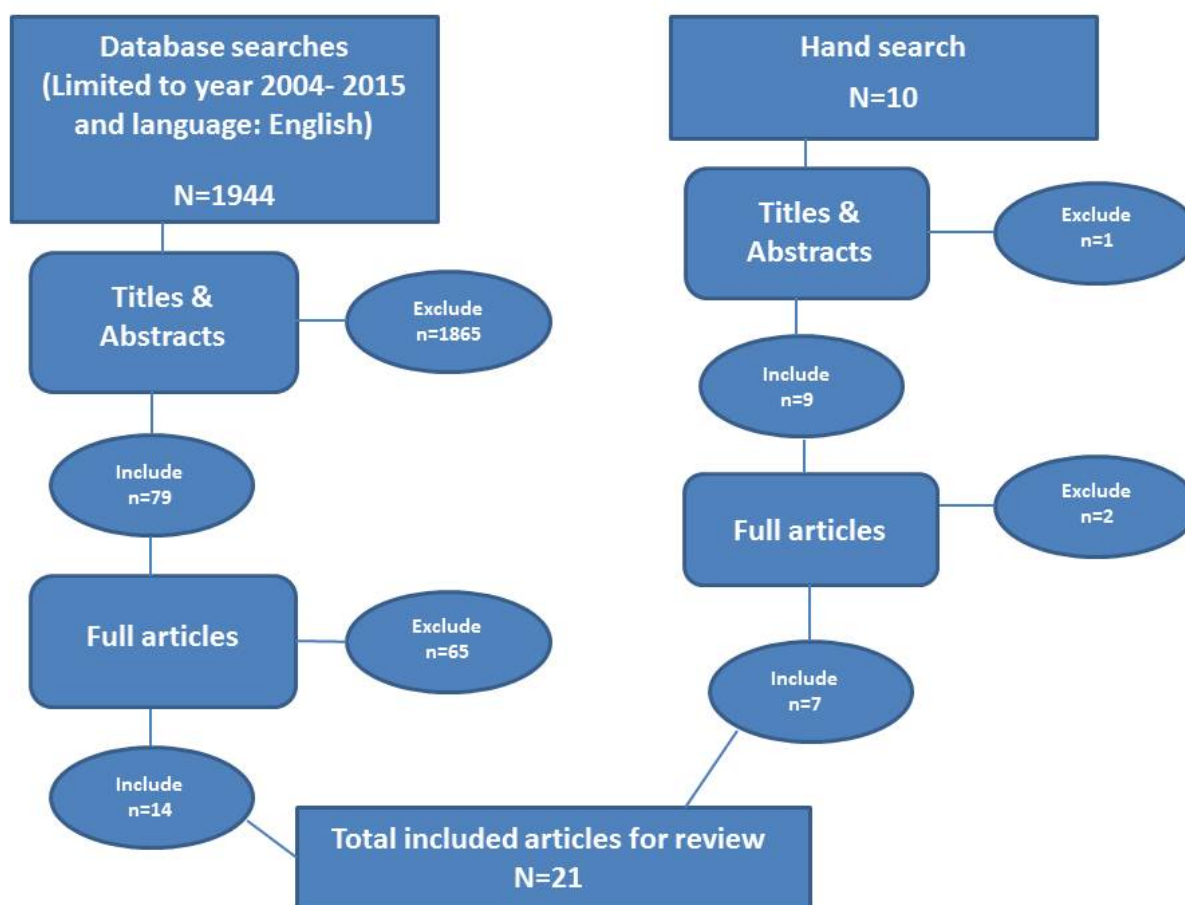 Database searches
(Limited to year 2004- 2015
and language: English)
N=1944
Titles &
Abstracts
Exclude
n=1865
Include
n=79
Full articles
Exclude
n=65
Include
n=14
Hand search
N=10
Titles &
Abstracts
Exclude
n=1
Include
n=9
Full articles
Exclude
n=2
Include
n=7
Total included articles for review
N=21